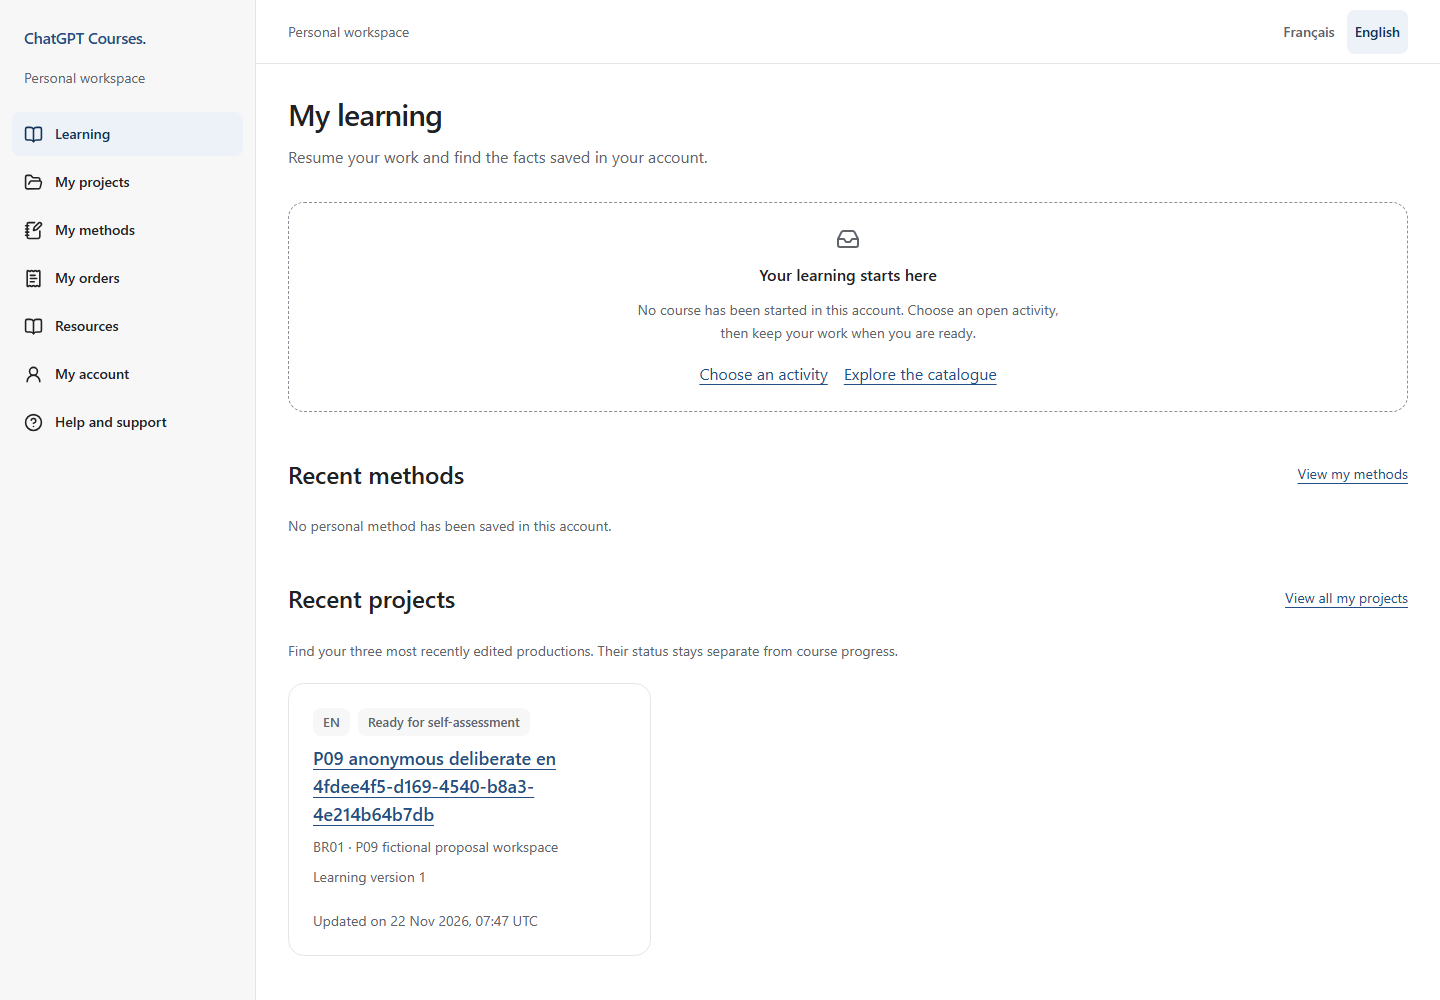 ChatGPT Courses.
Personal workspace
Learning
My projects
My methods
My orders
Resources
My account
Help and support
Personal workspace
Français
English
My learning
Resume your work and find the facts saved in your account.
Your learning starts here
No course has been started in this account. Choose an open activity,
then keep your work when you are ready.
Choose an activity
Explore the catalogue
Recent methods
View my methods
No personal method has been saved in this account.
Recent projects
View all my projects
Find your three most recently edited productions. Their status stays separate from course progress.
EN
Ready for self-assessment
P09 anonymous deliberate en
4fdee4f5-d169-4540-b8a3-
4e214b64b7db
BR01 · P09 fictional proposal workspace
Learning version 1
Updated on 22 Nov 2026, 07:47 UTC